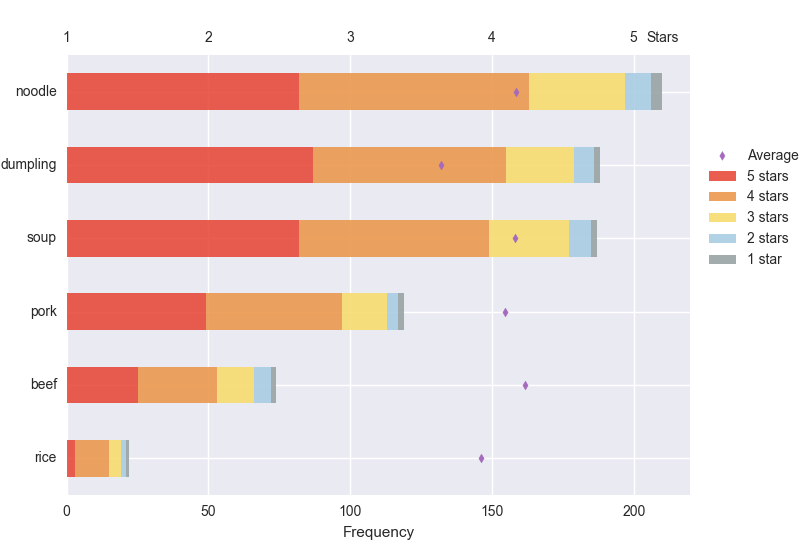 1 2 3 4 5 Stars
noodle
dumpling
soup
pork
beef
rice
0 50 100 150 200
Frequency
Average
5 stars
4 stars
3 stars
2 stars
1 star